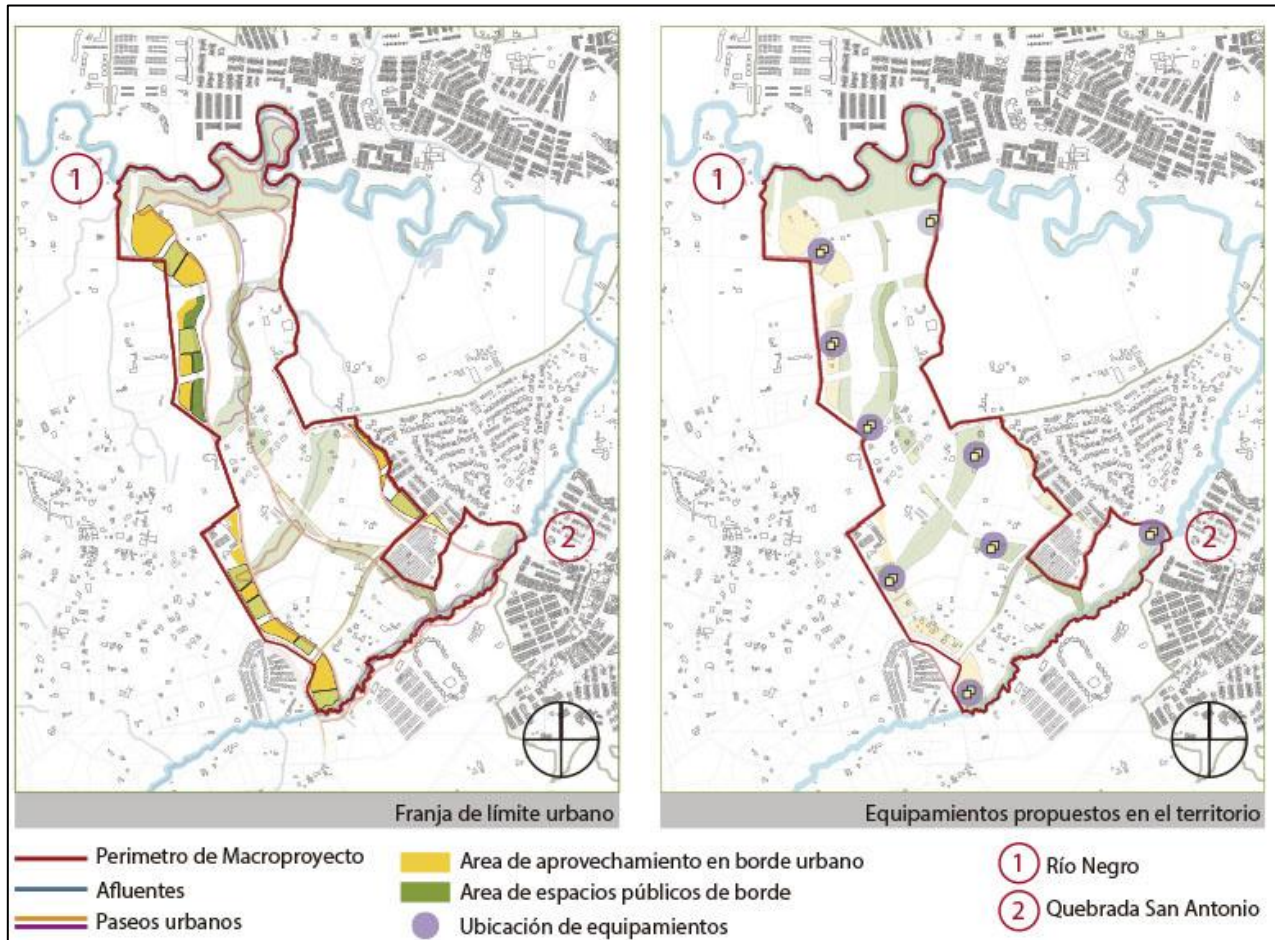 1
2
Franja de límite urbano
1
2
Equipamientos propuestos en el territorio
Perimetro de Macroproyecto
Afluentes
Paseos urbanos
Area de aprovechamiento en borde urbano
Area de espacios públicos de borde
Ubicación de equipamientos
1 Río Negro
2 Quebrada San Antonio